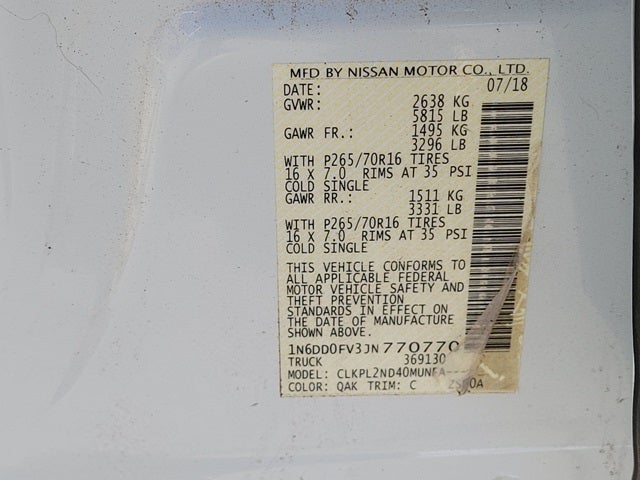 MFD BY NISSAN MOTOR CO., LTD.
DATE: 07/18
GVWR: 2638 KG
5815 LB
GAWR FR.: 1495 KG
3296 LB
WITH P265/70R16 TIRES
16 X 7.0 RIMS AT 35 PSI
COLD SINGLE
GAWR RR.: 1511 KG
3331 LB
WITH P265/70R16 TIRES
16 X 7.0 RIMS AT 35 PSI
COLD SINGLE
THIS VEHICLE CONFORMS TO
ALL APPLICABLE FEDERAL
MOTOR VEHICLE SAFETY AND
THEFT PREVENTION
STANDARDS IN EFFECT ON
THE DATE OF MANUFACTURE
SHOWN ABOVE.
1N6DD0FV3JN770770
TRUCK 369130
MODEL:
COLOR: QAK TRIM: C